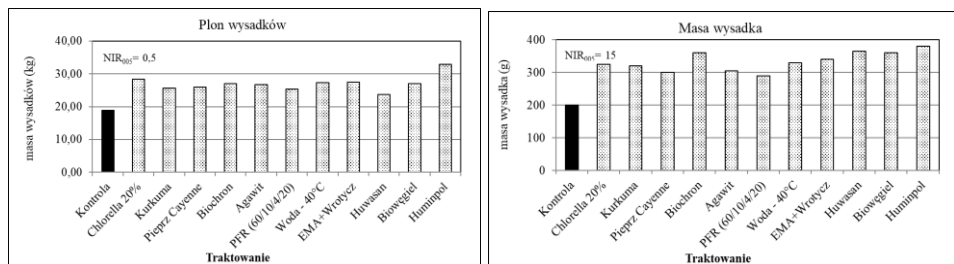 Plon wysadków
masa wysadków (kg)
40,00
30,00
20,00
10,00
0,00
NIR005= 0,5
Kontrola
Chlorella 20%
Kurkuma
Pieprz Cayenne
Biochron
Agawit
PFR (60/10/4/20)
Woda - 40°C
EMA+Wrotycz
Huwasan
Biowęgiel
Huminpol
Traktowanie
Masa wysadka
masa wysadka (g)
400
300
200
100
0
NIR005= 15
Kontrola
Chlorella 20%
Kurkuma
Pieprz Cayenne
Biochron
Agawit
PFR (60/10/4/20)
Woda - 40°C
EMA+Wrotycz
Huwasan
Biowęgiel
Huminpol
Traktowanie